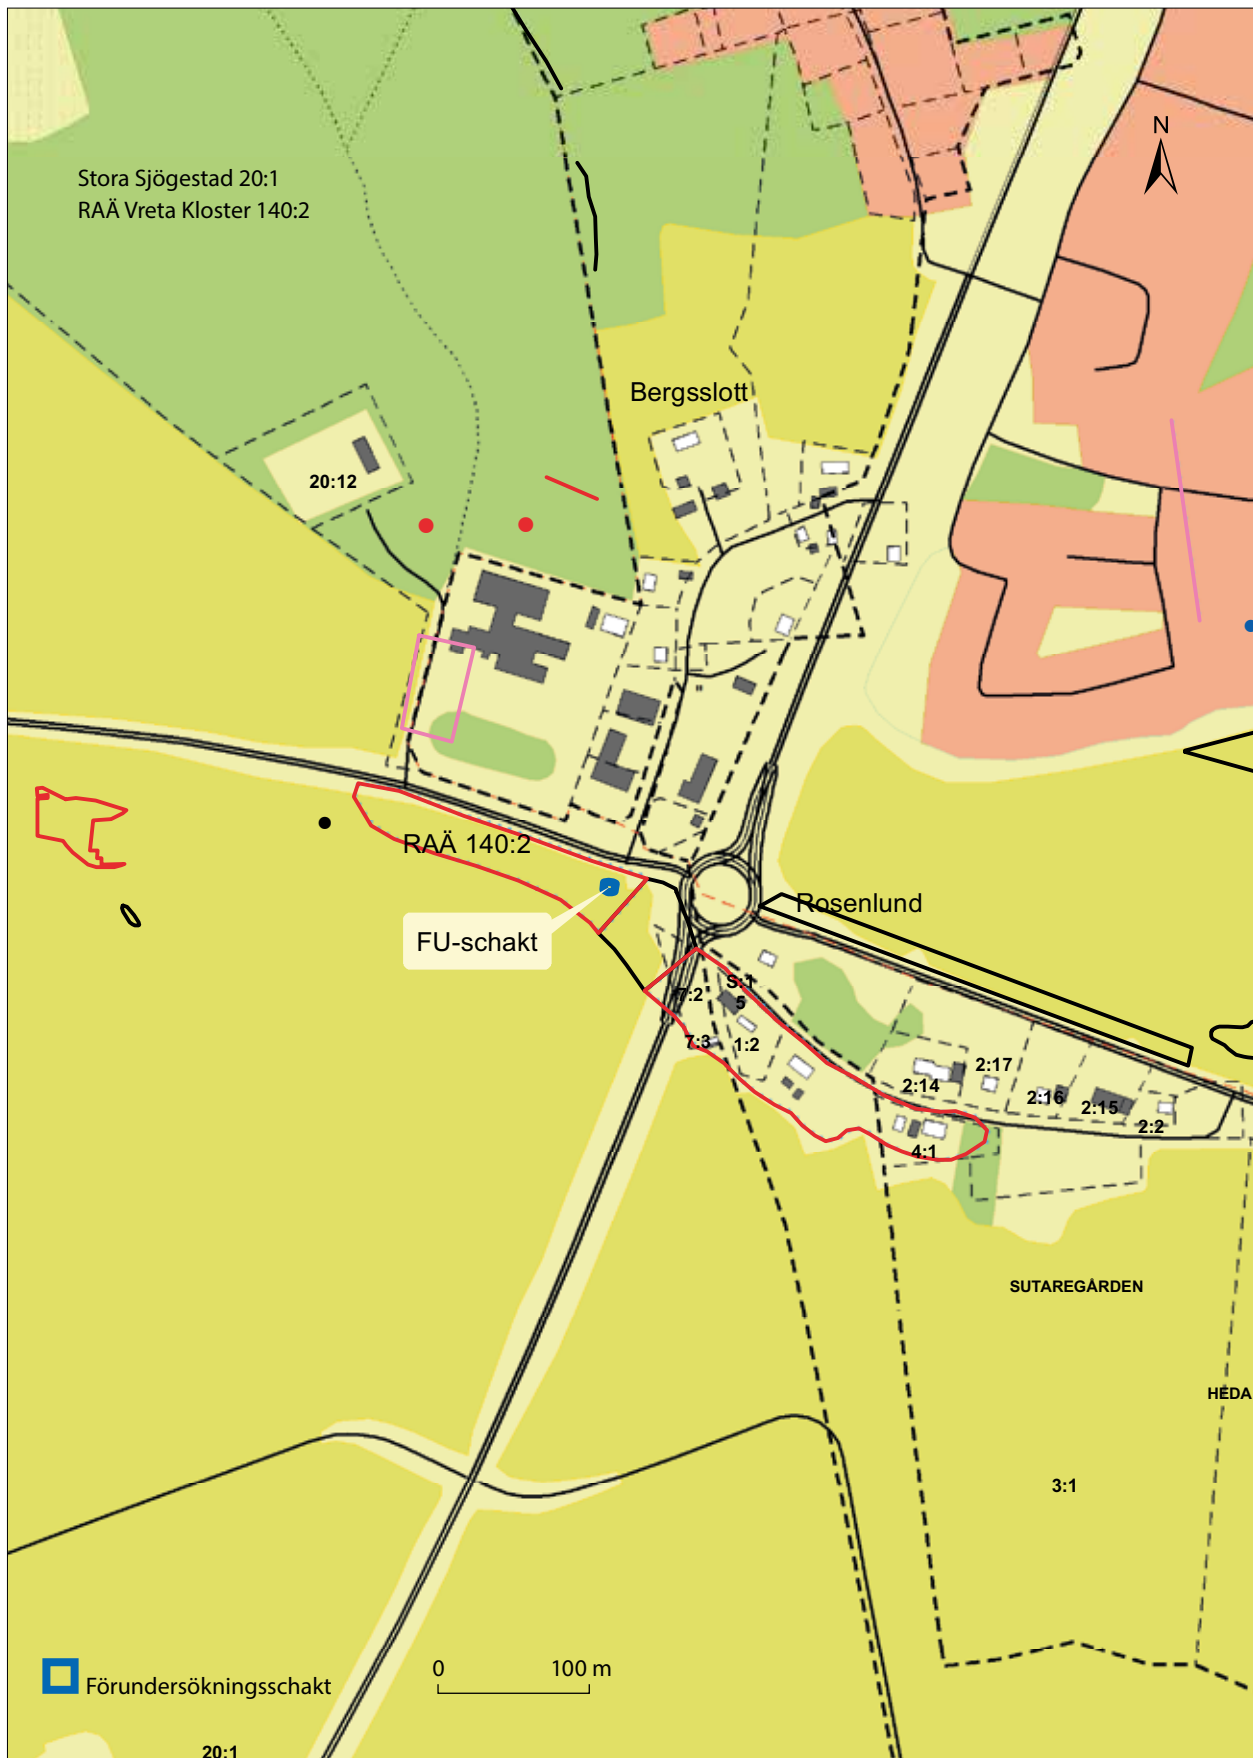 N
Stora Sjögestad 20:1
RAÄ Vreta Kloster 140:2
Bergsslott
20:12
RAÄ 140:2
Rosenlund
FU-schakt
S:1
7:2
5
7:3
1:2
2:17
2:14
2:16
2:15
2:2
4:1
SUTAREGÅRDEN
HEDA
3:1
0 100 m
Förundersökningsschakt
20:1